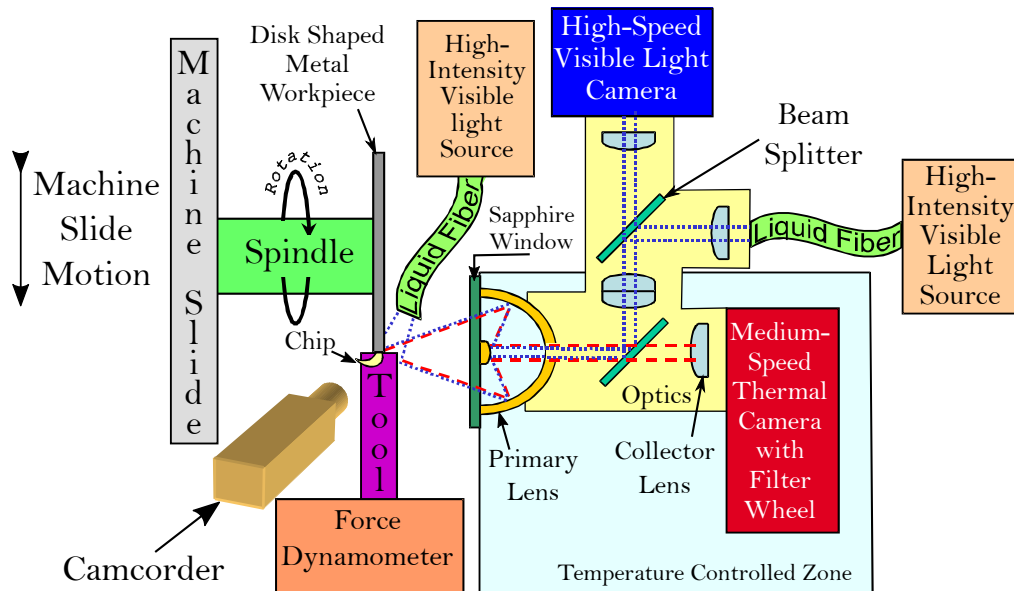 Machine Slide
Disk Shaped
Metal
Workpiece
High-
Intensity
Visible
light
Source
High-Speed
Visible Light
Camera
Beam
Splitter
High-
Intensity
Visible
Light
Source
Machine
Slide
Motion
Rotation
Spindle
Liquid Fiber
Sapphire
Window
Liquid Fiber
Chip
Tool
Optics
Medium-
Speed
Thermal
Camera
with
Filter
Wheel
Primary
Lens
Collector
Lens
Force
Dynamometer
Camcorder
Temperature Controlled Zone